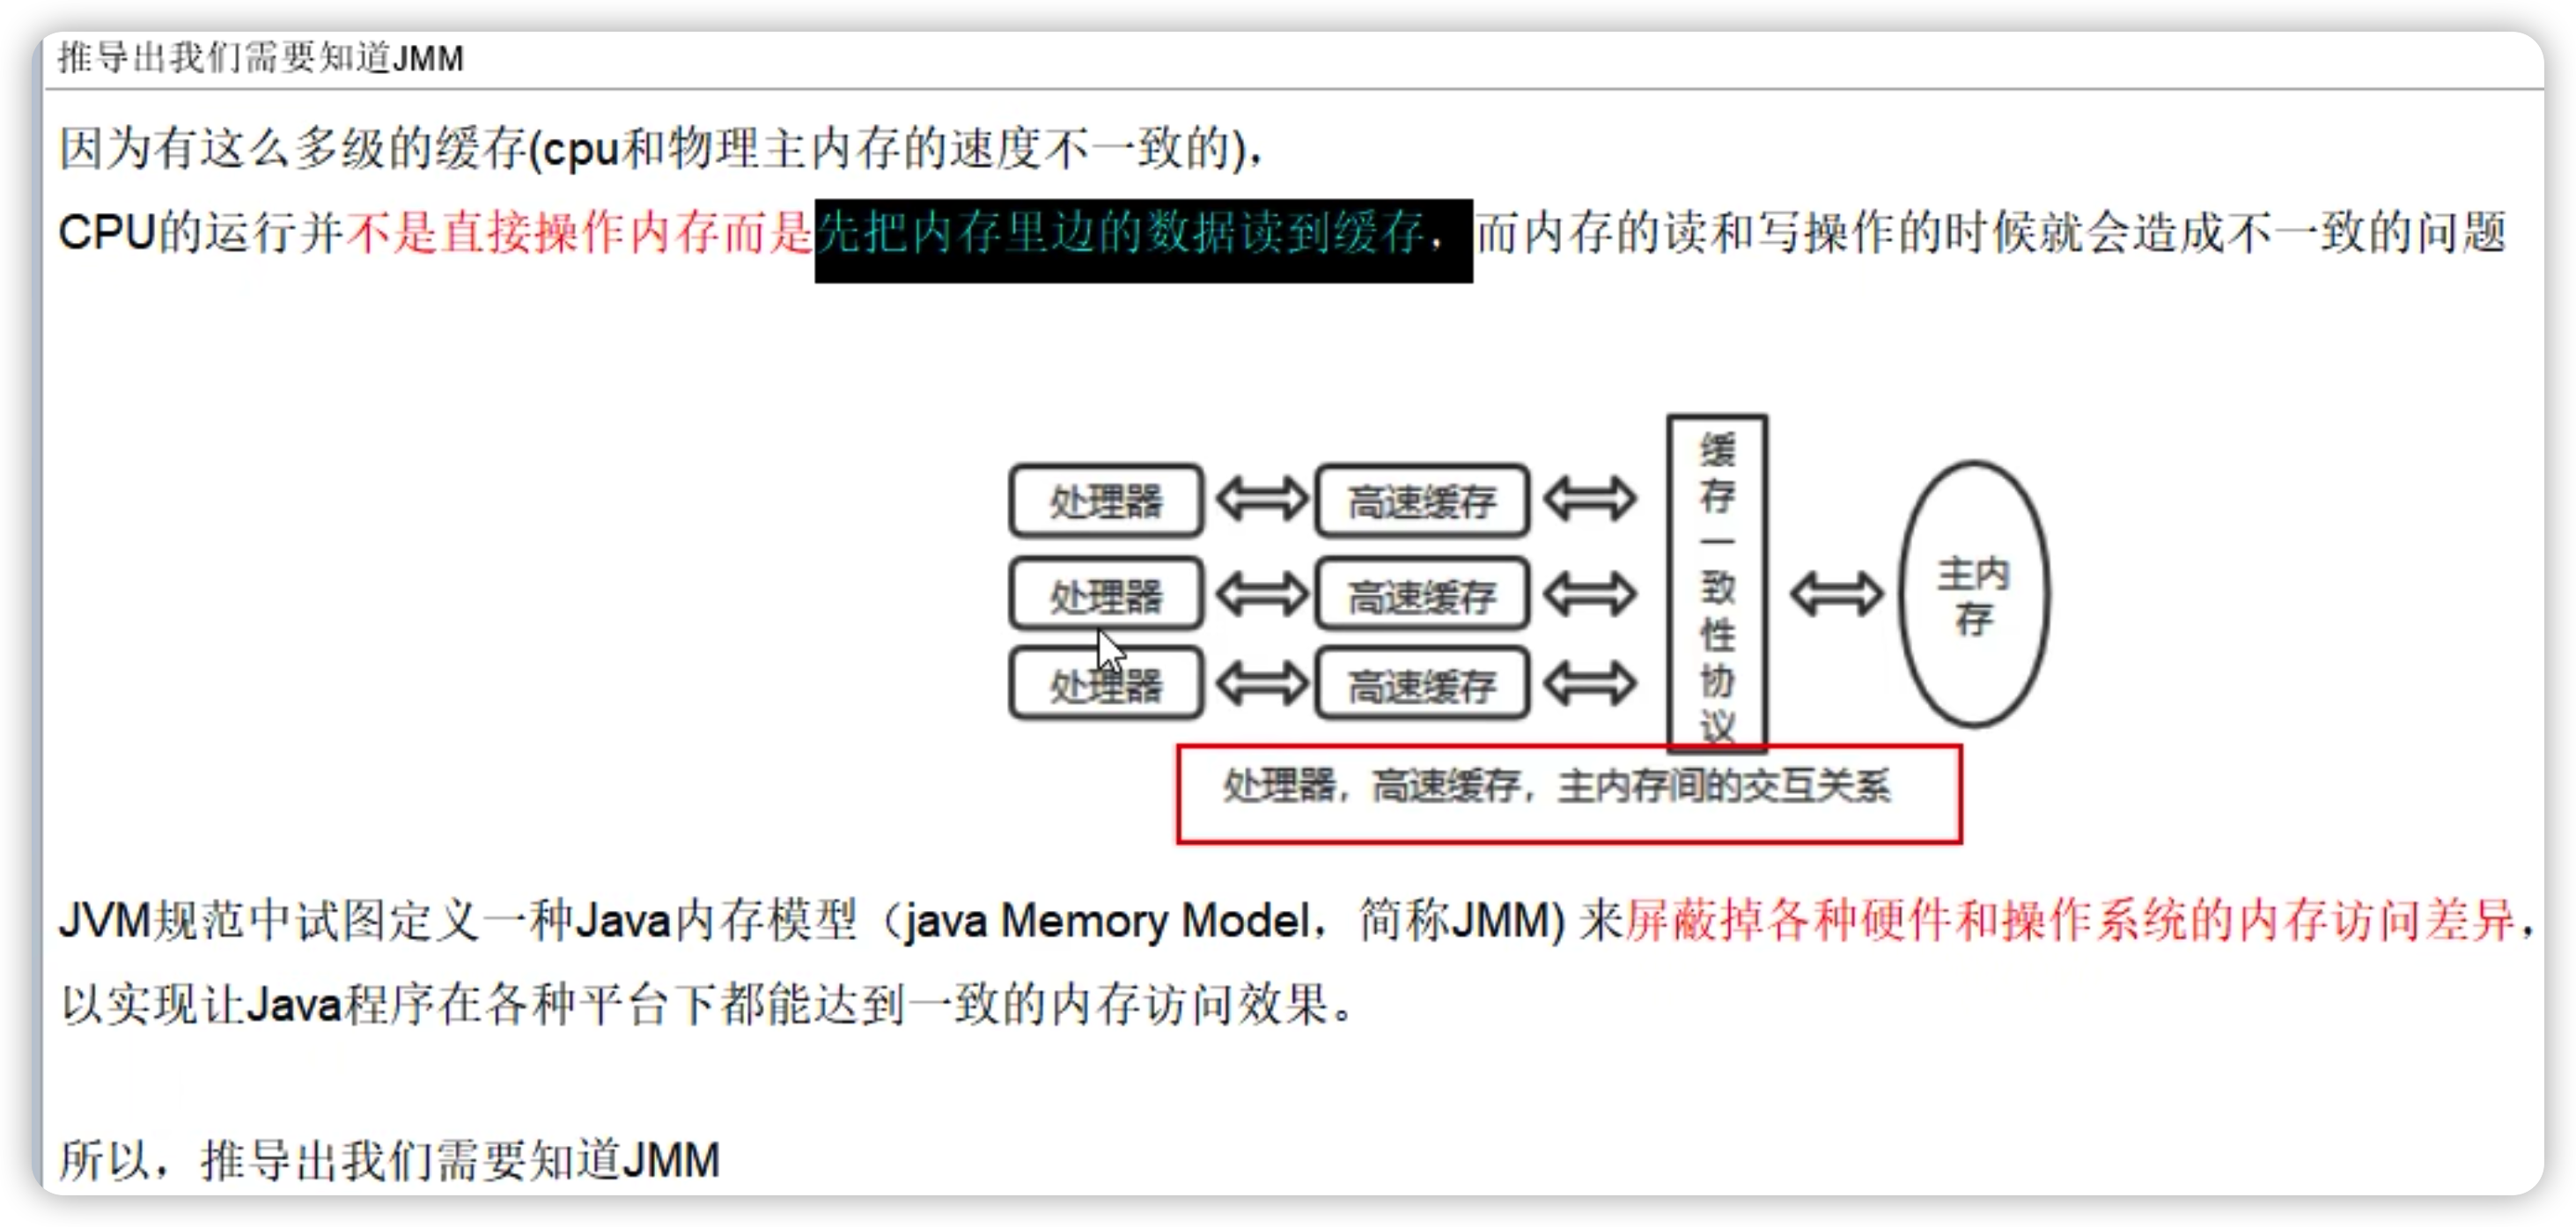 推导出我们需要知道JMM
因为有这么多级的缓存(cpu和物理主内存的速度不一致的)，
CPU的运行并不是直接操作内存而是先把内存里边的数据读到缓存，而内存的读和写操作的时候就会造成不一致的问题
处理器
高速缓存
处理器
高速缓存
处理器
高速缓存
缓存一致性协议
主内
存
处理器，高速缓存，主内存间的交互关系
JVM规范中试图定义一种Java内存模型（java Memory Model，简称JMM) 来屏蔽掉各种硬件和操作系统的内存访问差异，
以实现让Java程序在各种平台下都能达到一致的内存访问效果。
所以，推导出我们需要知道JMM